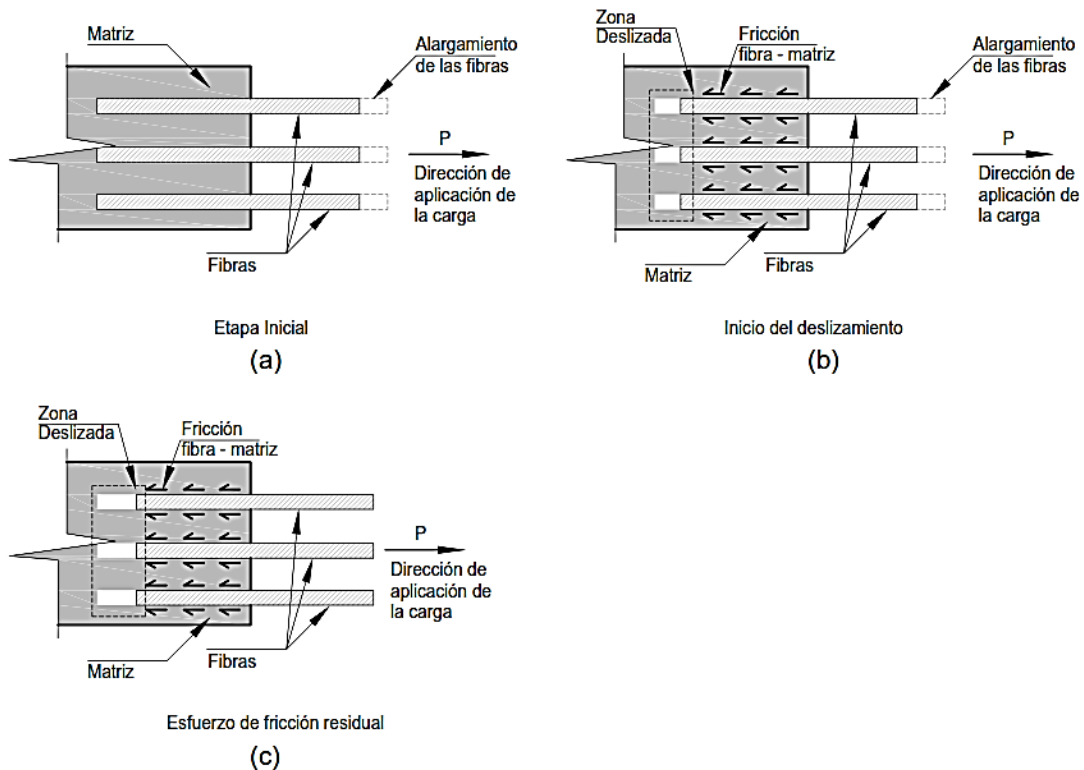 Matriz
Alargamiento
de las fibras
P
Dirección de
aplicación de
la carga
Fibras
Etapa Inicial
(a)
Zona
Deslizada
Fricción
fibra - matriz
Alargamiento
de las fibras
P
Dirección de
aplicación de
la carga
Matriz
Fibras
Inicio del deslizamiento
(b)
Zona
Deslizada
Fricción
fibra - matriz
P
Dirección de
aplicación de
la carga
Matriz
Fibras
Esfuerzo de fricción residual
(c)